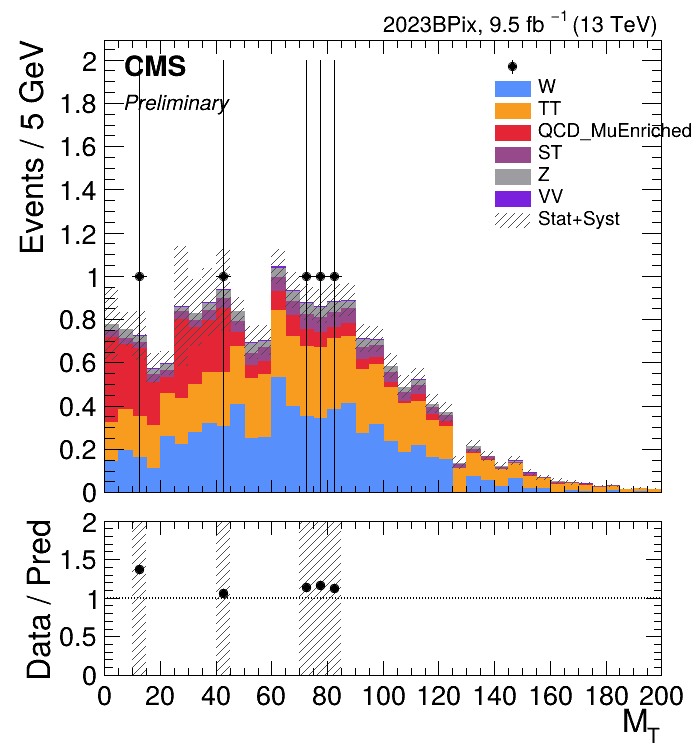 2023BPix, 9.5 fb⁻¹ (13 TeV)
Events / 5 GeV
CMS
Preliminary
W
TT
QCD_MuEnriched
ST
Z
VV
Stat+Syst
2
1.8
1.6
1.4
1.2
1
0.8
0.6
0.4
0.2
0
Data / Pred
2
1.5
1
0.5
0
0 20 40 60 80 100 120 140 160 180 200
M_T